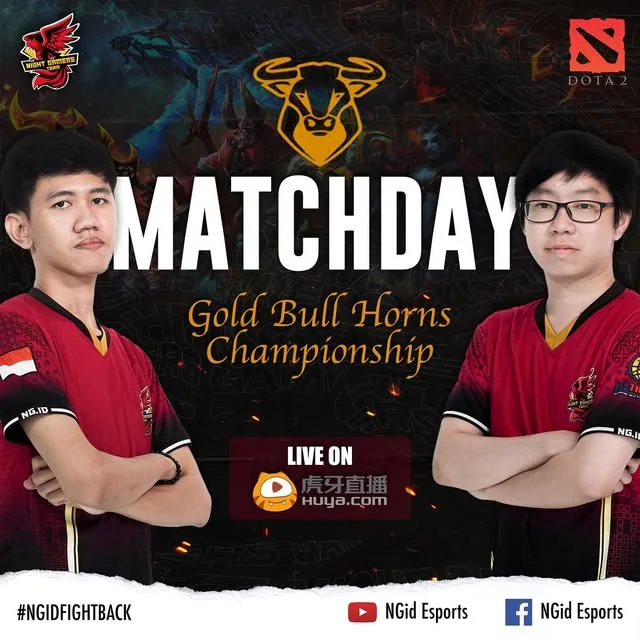 NIGHT GAMERS
TEAM
DOTA 2
MATCHDAY
Gold Bull Horns
Championship
NG.ID
NG.ID
LIVE ON
虎牙直播
HUYA.com
#NGIDFIGHTBACK
NGid Esports
NGid Esports